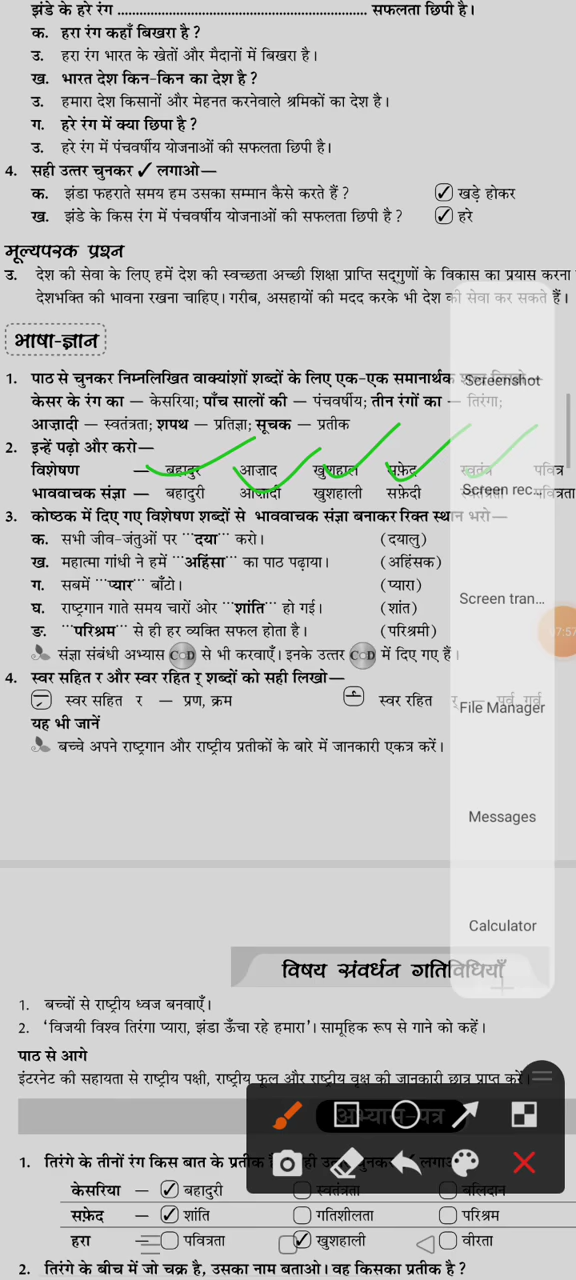 झंडे के हरे रंग ........................................................ सफलता छिपी है।
क. हरा रंग कहाँ बिखरा है ?
उ. हरा रंग भारत के खेतों और मैदानों में बिखरा है।
ख. भारत देश किन-किन का देश है ?
उ. हमारा देश किसानों और मेहनत करनेवाले श्रमिकों का देश है।
ग. हरे रंग में क्या छिपा है ?
उ. हरे रंग में पंचवर्षीय योजनाओं की सफलता छिपी है।
4. सही उत्तर चुनकर ✓ लगाओ—
क. झंडा फहराते समय हम उसका सम्मान कैसे करते हैं ? ✓ खड़े होकर
ख. झंडे के किस रंग में पंचवर्षीय योजनाओं की सफलता छिपी है ? ✓ हरे
मूल्यपरक प्रश्न
उ. देश की सेवा के लिए हमें देश की स्वच्छता अच्छी शिक्षा प्राप्ति सद्‌गुणों के विकास का प्रयास करना
देशभक्ति की भावना रखना चाहिए। गरीब, असहायों की मदद करके भी देश की सेवा कर सकते हैं।
भाषा-ज्ञान
1. पाठ से चुनकर निम्नलिखित वाक्यांशों शब्दों के लिए एक-एक समानार्थक
Screenshot
केसर के रंग का — केसरिया; पाँच सालों की — पंचवर्षीय; तीन रंगों का — तिरंगा;
आज़ादी — स्वतंत्रता; शपथ — प्रतिज्ञा; सूचक — प्रतीक
2. इन्हें पढ़ो और करो—
विशेषण — बहादुर आज़ाद खुशहाल सफ़ेद स्वतंत्र पवित्र
भाववाचक संज्ञा — बहादुरी आज़ादी खुशहाली सफ़ेदी पवित्रता
Screen rec...
3. कोष्ठक में दिए गए विशेषण शब्दों से भाववाचक संज्ञा बनाकर रिक्त स्थान भरो—
क. सभी जीव-जंतुओं पर ""दया"" करो। (दयालु)
ख. महात्मा गांधी ने हमें ""अहिंसा"" का पाठ पढ़ाया। (अहिंसक)
ग. सबमें ""प्यार"" बाँटो। (प्यारा)
घ. राष्ट्रगान गाते समय चारों ओर ""शांति"" हो गई। (शांत)
Screen tran...
ङ. ""परिश्रम"" से ही हर व्यक्ति सफल होता है। (परिश्रमी)
07:57
संज्ञा संबंधी अभ्यास CD से भी करवाएँ। इनके उत्तर CD में दिए गए हैं।
4. स्वर सहित र और स्वर रहित र् शब्दों को सही लिखो—
स्वर सहित र — प्रण, क्रम स्वर रहित र् — पर्व, गर्व
File Manager
यह भी जानें
बच्चे अपने राष्ट्रगान और राष्ट्रीय प्रतीकों के बारे में जानकारी एकत्र करें।
Messages
Calculator
विषय संवर्धन गतिविधियाँ
1. बच्चों से राष्ट्रीय ध्वज बनवाएँ।
2. 'विजयी विश्व तिरंगा प्यारा, झंडा ऊँचा रहे हमारा'। सामूहिक रूप से गाने को कहें।
पाठ से आगे
इंटरनेट की सहायता से राष्ट्रीय पक्षी, राष्ट्रीय फूल और राष्ट्रीय वृक्ष की जानकारी छात्र प्राप्त करें।
अभ्यास-पत्र
1. तिरंगे के तीनों रंग किस बात के प्रतीक
केसरिया — ✓ बहादुरी स्वतंत्रता बलिदान
सफ़ेद — ✓ शांति गतिशीलता परिश्रम
हरा — पवित्रता ✓ खुशहाली वीरता
2. तिरंगे के बीच में जो चक्र है, उसका नाम बताओ। वह किसका प्रतीक है ?